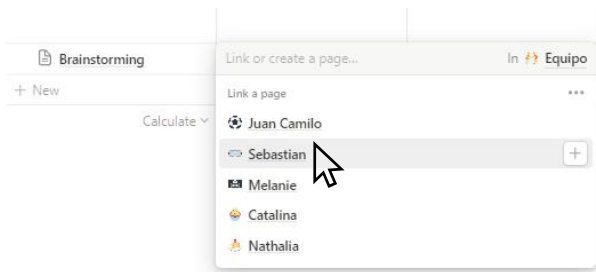 Brainstorming
Link or create a page... In Equipo
+ New
Link a page
Calculate
Juan Camilo
Sebastian
Melanie
Catalina
Nathalia